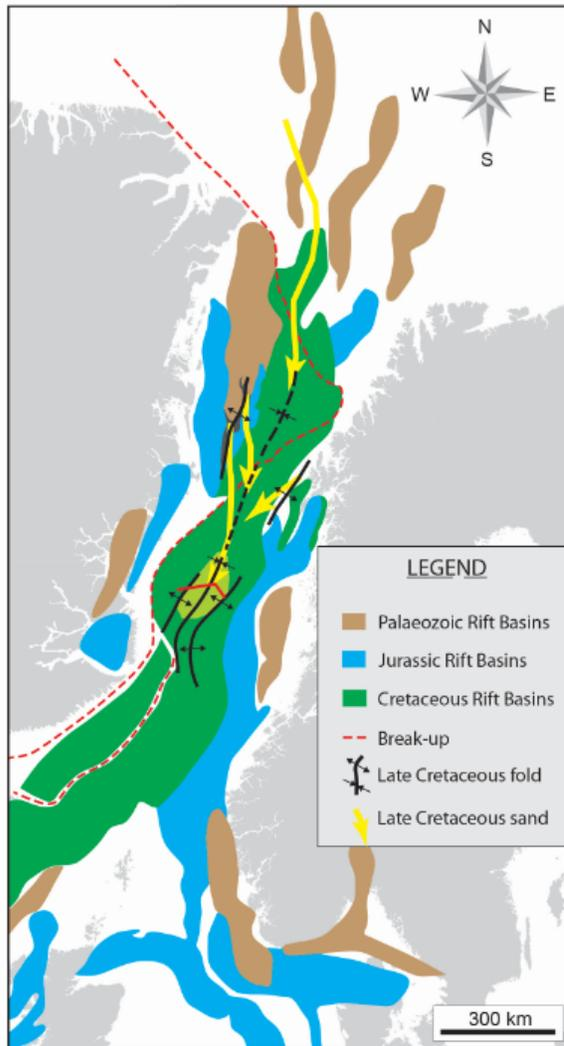 N
W E
S
LEGEND
Palaeozoic Rift Basins
Jurassic Rift Basins
Cretaceous Rift Basins
Break-up
Late Cretaceous fold
Late Cretaceous sand
300 km